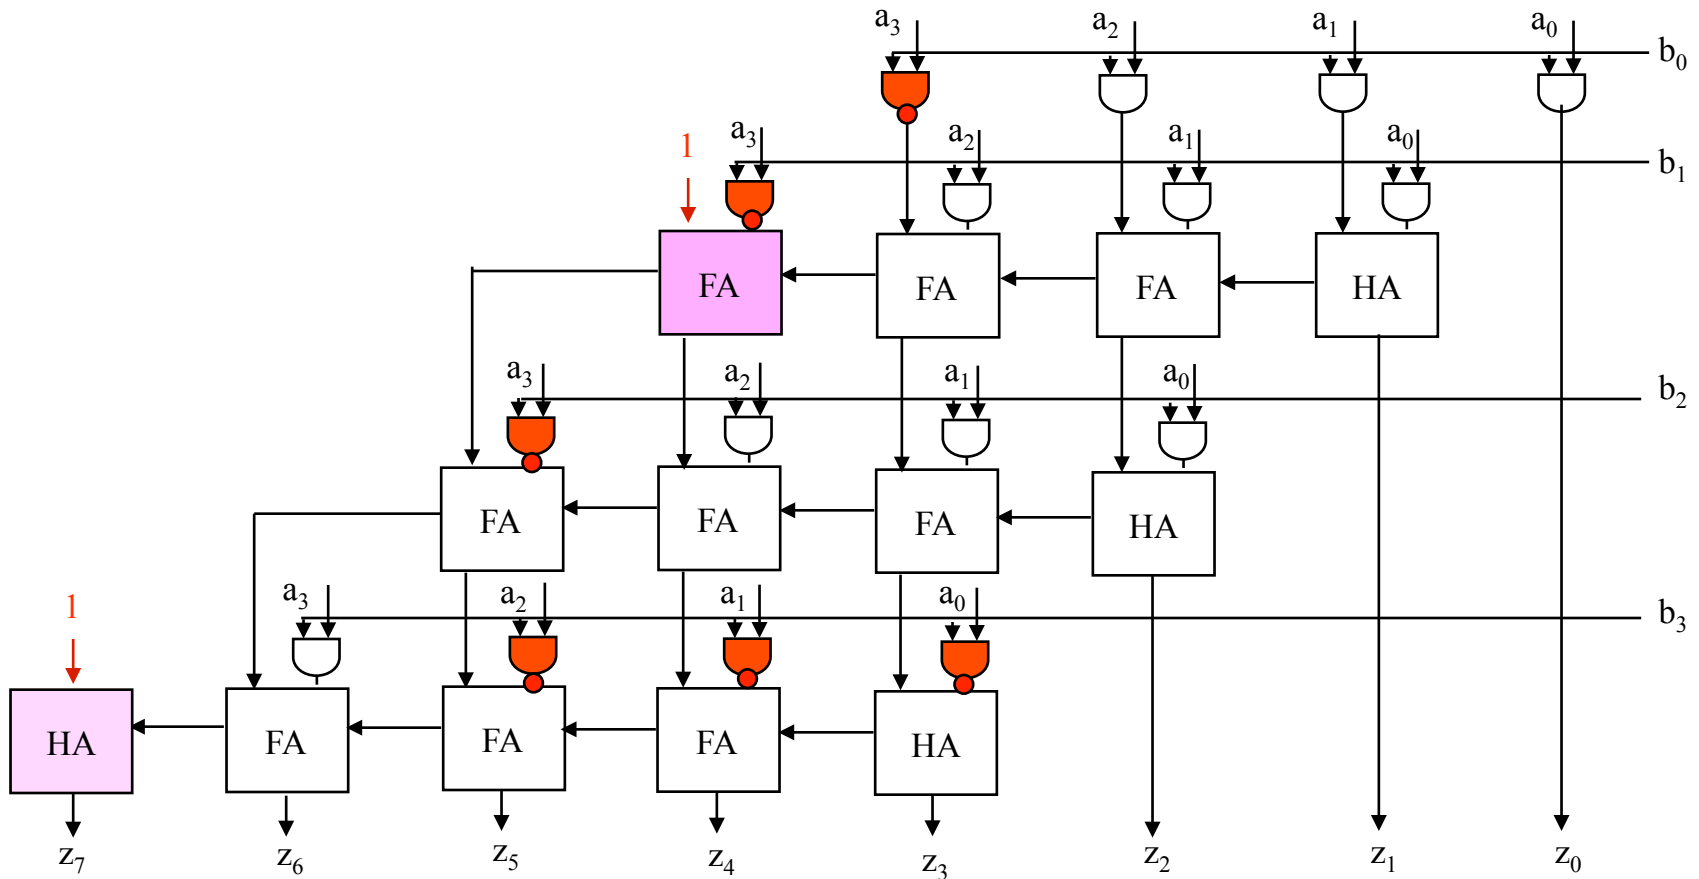 a₃ a₂ a₁ a₀
b₀
1 a₃ a₂ a₁ a₀
b₁
FA FA FA HA
a₃ a₂ a₁ a₀
b₂
FA FA FA HA
1 a₃ a₂ a₁ a₀
b₃
HA FA FA FA HA
z₇ z₆ z₅ z₄ z₃ z₂ z₁ z₀